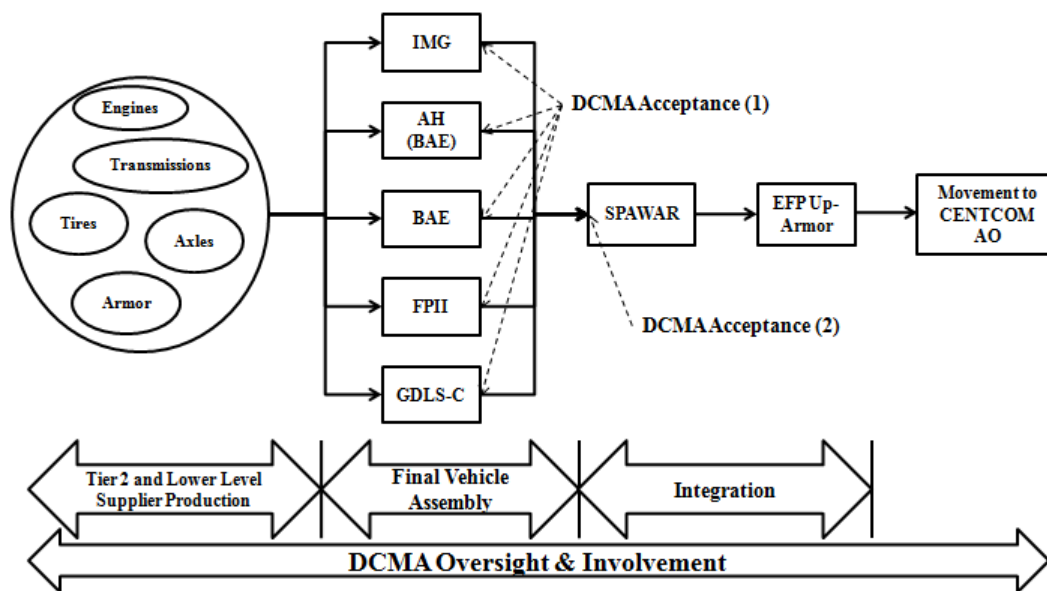 Engines
Transmissions
Tires
Axles
Armor
IMG
AH
(BAE)
BAE
FPII
GDLS-C
DCMA Acceptance (1)
SPAWAR
DCMA Acceptance (2)
EFP Up-
Armor
Movement to
CENTCOM
AO
Tier 2 and Lower Level
Supplier Production
Final Vehicle
Assembly
Integration
DCMA Oversight & Involvement